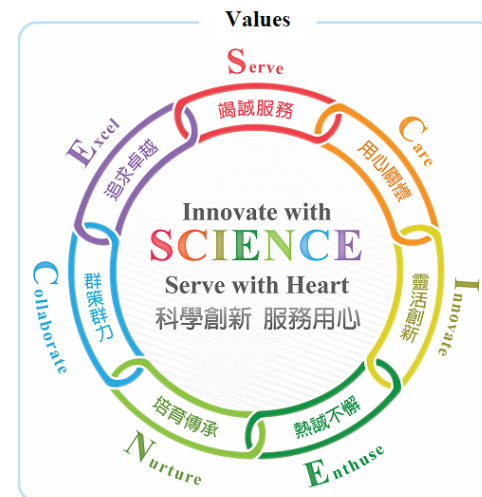 Values
Serve
竭誠服務
Care
用心關懷
Innovate
靈活創新
Enthuse
熱誠不懈
Nurture
培育傳承
Collaborate
群策群力
Excel
追求卓越
Innovate with
SCIENCE
Serve with Heart
科學創新 服務用心